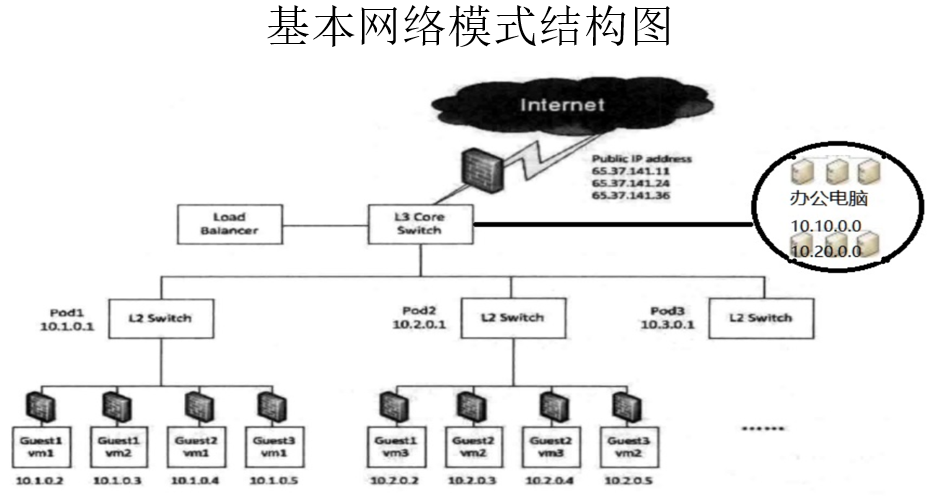 基本网络模式结构图
Internet
Public IP address
65.37.141.11
65.37.141.24
65.37.141.36
办公电脑
10.10.0.0
10.20.0.0
Load
Balancer
L3 Core
Switch
Pod1
10.1.0.1
L2 Switch
Pod2
10.2.0.1
L2 Switch
Pod3
10.3.0.1
L2 Switch
Guest1
vm1
Guest1
vm2
Guest2
vm1
Guest3
vm1
Guest1
vm3
Guest2
vm2
Guest2
vm3
Guest3
vm2
......
10.1.0.2
10.1.0.3
10.1.0.4
10.1.0.5
10.2.0.2
10.2.0.3
10.2.0.4
10.2.0.5